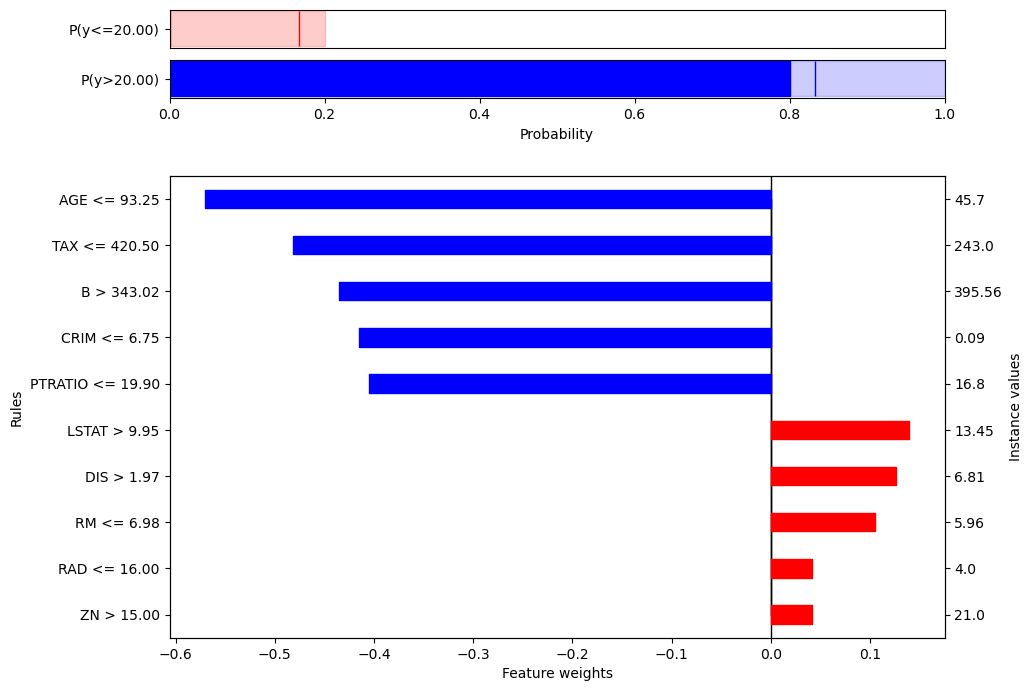 P(y<=20.00)
P(y>20.00)
0.0 0.2 0.4 0.6 0.8 1.0
Probability
AGE <= 93.25 45.7
TAX <= 420.50 243.0
B > 343.02 395.56
CRIM <= 6.75 0.09
PTRATIO <= 19.90 16.8
LSTAT > 9.95 13.45
DIS > 1.97 6.81
RM <= 6.98 5.96
RAD <= 16.00 4.0
ZN > 15.00 21.0
Rules
Instance values
−0.6 −0.5 −0.4 −0.3 −0.2 −0.1 0.0 0.1
Feature weights